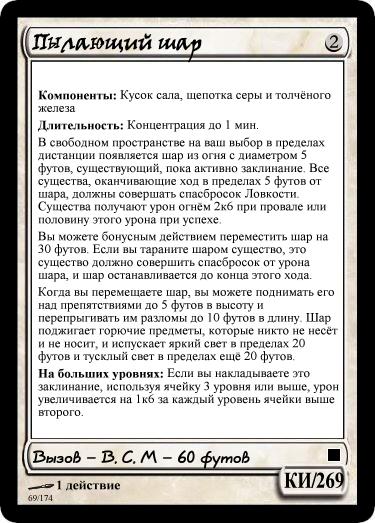 Пылающий шар 2
Компоненты: Кусок сала, щепотка серы и толчёного
железа
Длительность: Концентрация до 1 мин.
В свободном пространстве на ваш выбор в пределах
дистанции появляется шар из огня с диаметром 5
футов, существующий, пока активно заклинание. Все
существа, оканчивающие ход в пределах 5 футов от
шара, должны совершать спасбросок Ловкости.
Существа получают урон огнём 2к6 при провале или
половину этого урона при успехе.
Вы можете бонусным действием переместить шар на
30 футов. Если вы тараните шаром существо, это
существо должно совершить спасбросок от урона
шара, и шар останавливается до конца этого хода.
Когда вы перемещаете шар, вы можете поднимать его
над препятствиями до 5 футов в высоту и
перепрыгивать им разломы до 10 футов в длину. Шар
поджигает горючие предметы, которые никто не несёт
и не носит, и испускает яркий свет в пределах 20
футов и тусклый свет в пределах ещё 20 футов.
На больших уровнях: Если вы накладываете это
заклинание, используя ячейку 3 уровня или выше, урон
увеличивается на 1к6 за каждый уровень ячейки выше
второго.
Вызов – В, С, М – 60 футов
КИ/269
1 действие
69/174